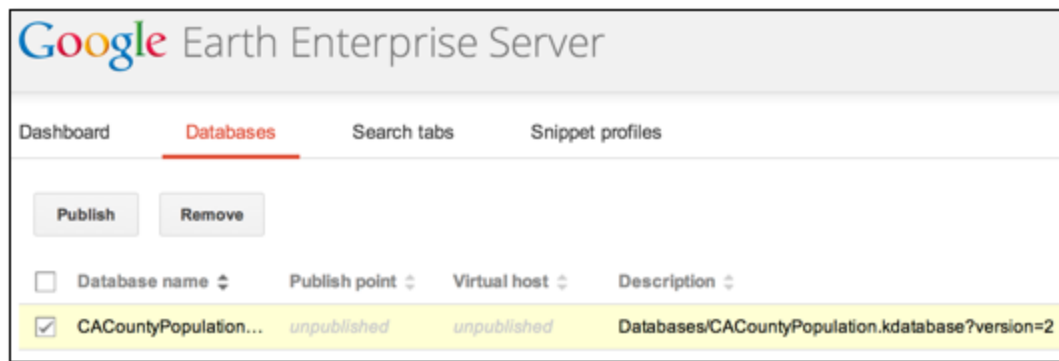 Google Earth Enterprise Server
Dashboard Databases Search tabs Snippet profiles
Publish Remove
Database name Publish point Virtual host Description
CACountyPopulation... unpublished unpublished Databases/CACountyPopulation.kdatabase?version=2